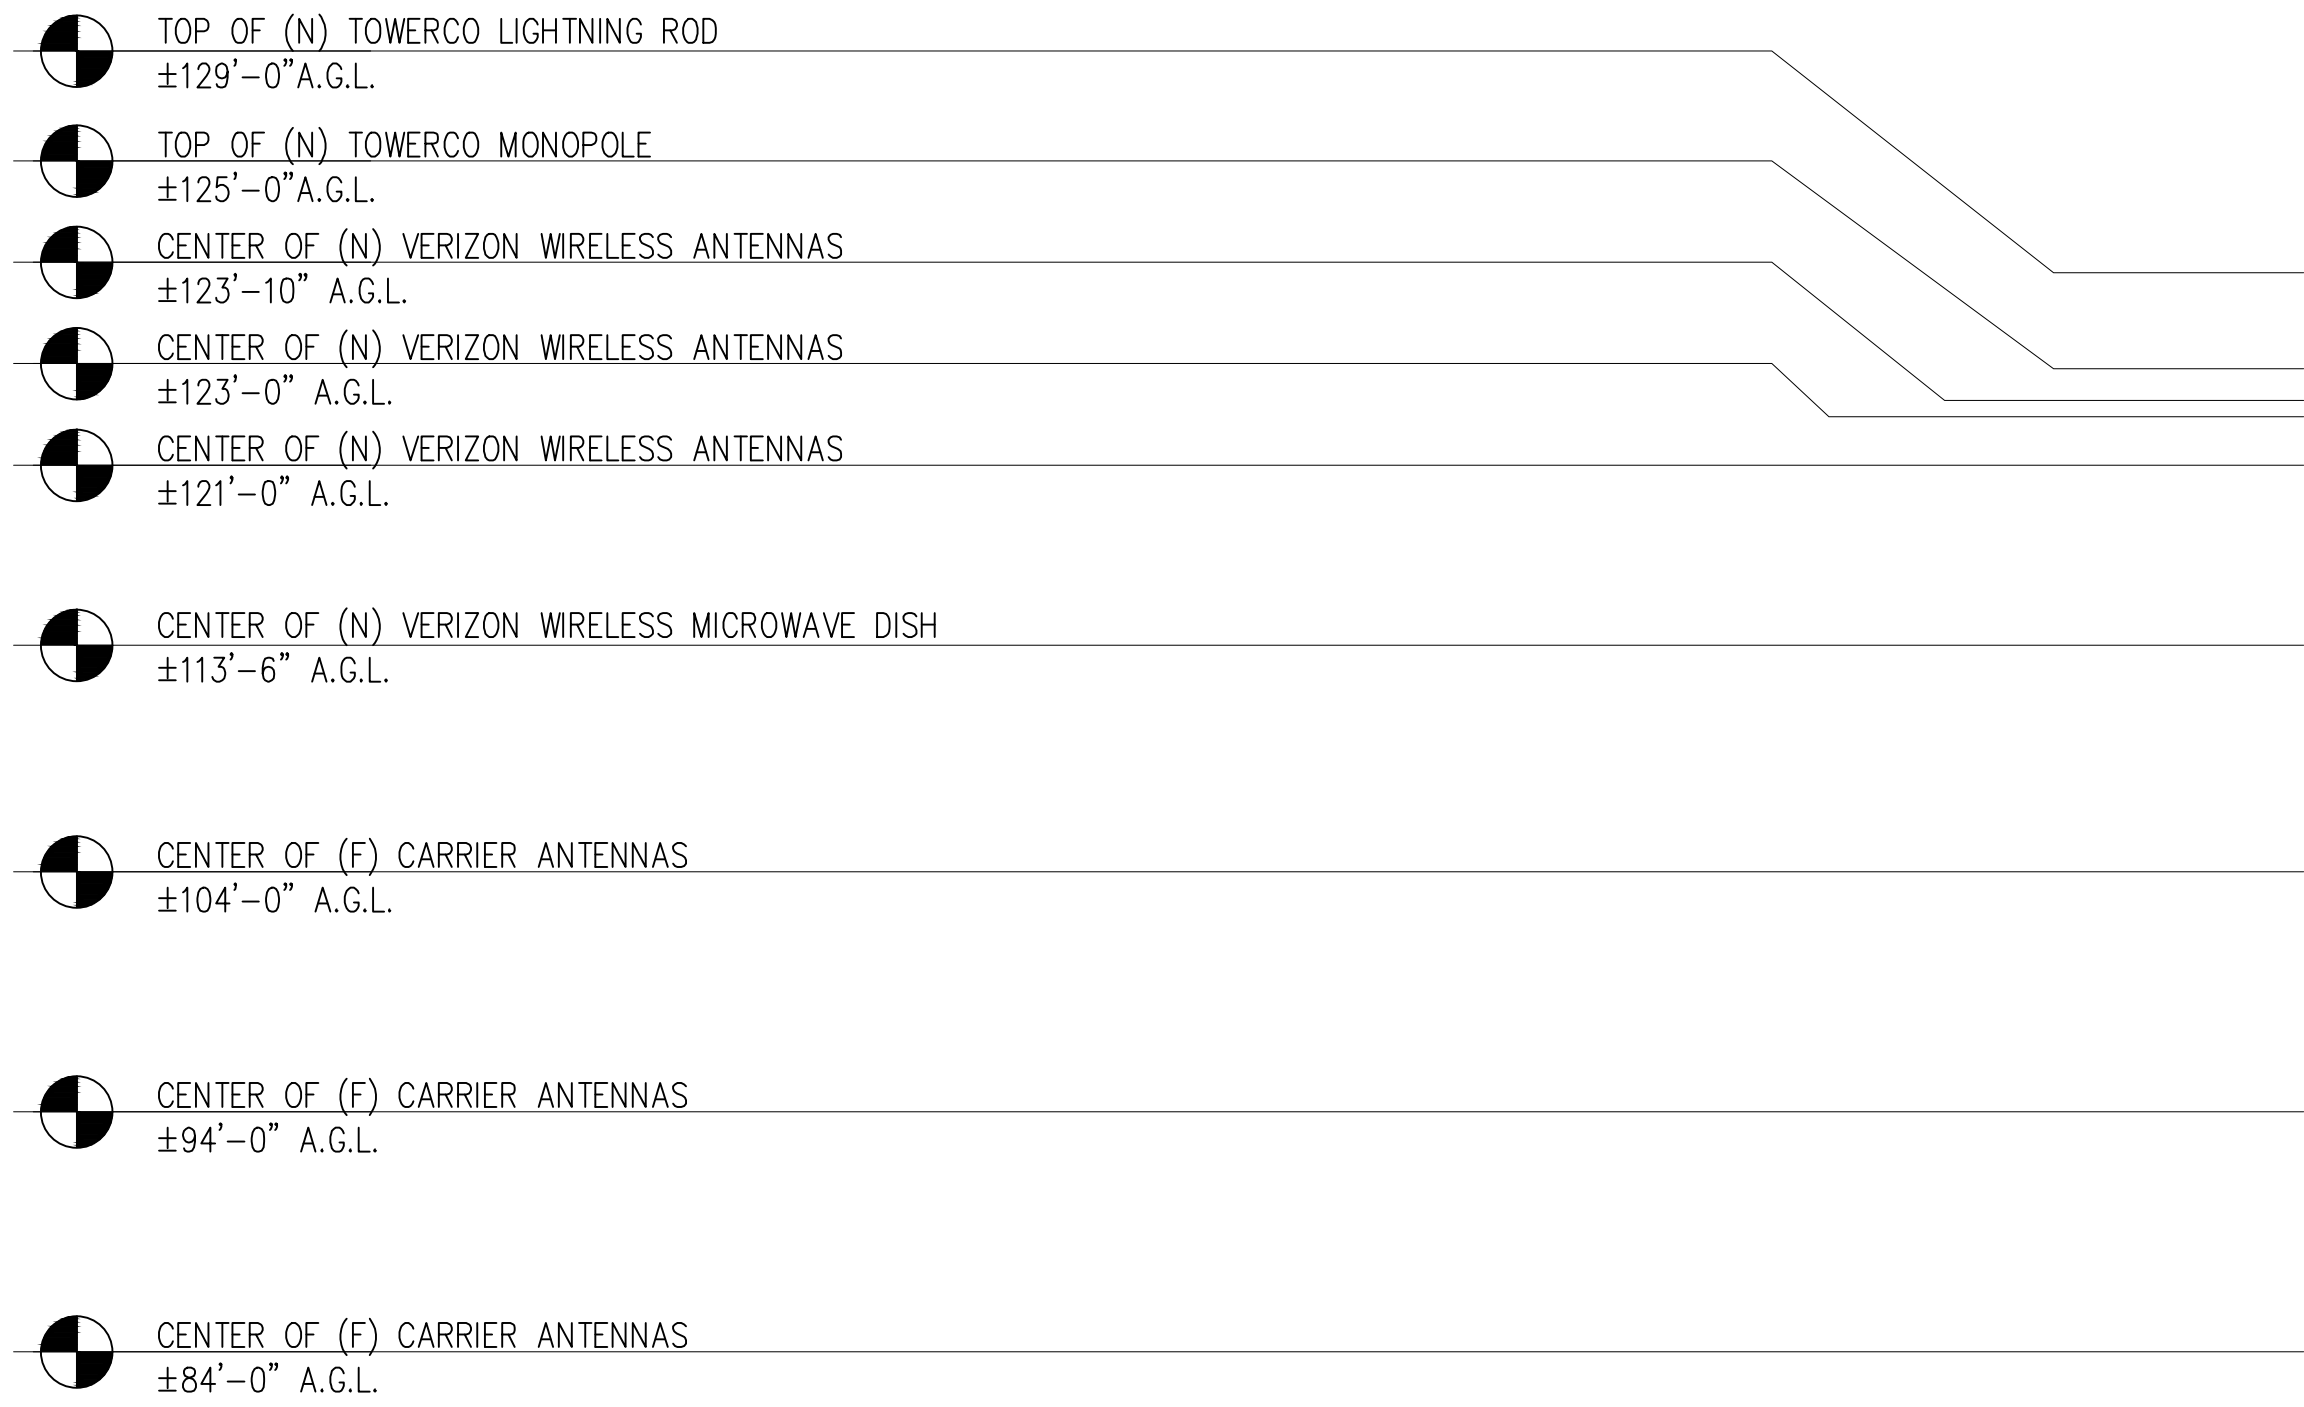 TOP OF (N) TOWERCO LIGHTNING ROD
±129'-0"A.G.L.
TOP OF (N) TOWERCO MONOPOLE
±125'-0"A.G.L.
CENTER OF (N) VERIZON WIRELESS ANTENNAS
±123'-10" A.G.L.
CENTER OF (N) VERIZON WIRELESS ANTENNAS
±123'-0" A.G.L.
CENTER OF (N) VERIZON WIRELESS ANTENNAS
±121'-0" A.G.L.
CENTER OF (N) VERIZON WIRELESS MICROWAVE DISH
±113'-6" A.G.L.
CENTER OF (F) CARRIER ANTENNAS
±104'-0" A.G.L.
CENTER OF (F) CARRIER ANTENNAS
±94'-0" A.G.L.
CENTER OF (F) CARRIER ANTENNAS
±84'-0" A.G.L.